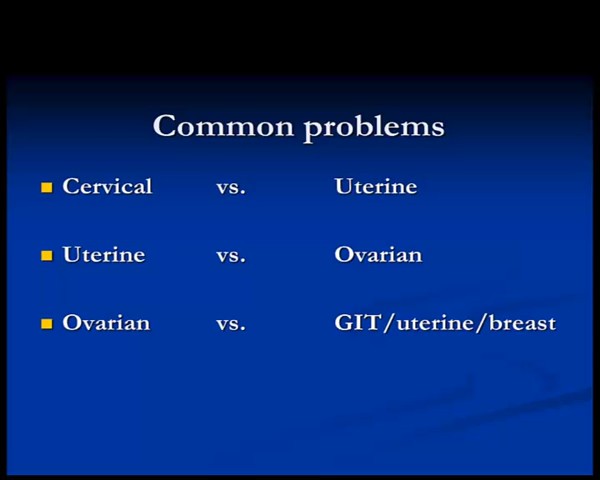 Common problems
Cervical vs. Uterine
Uterine vs. Ovarian
Ovarian vs. GIT/uterine/breast